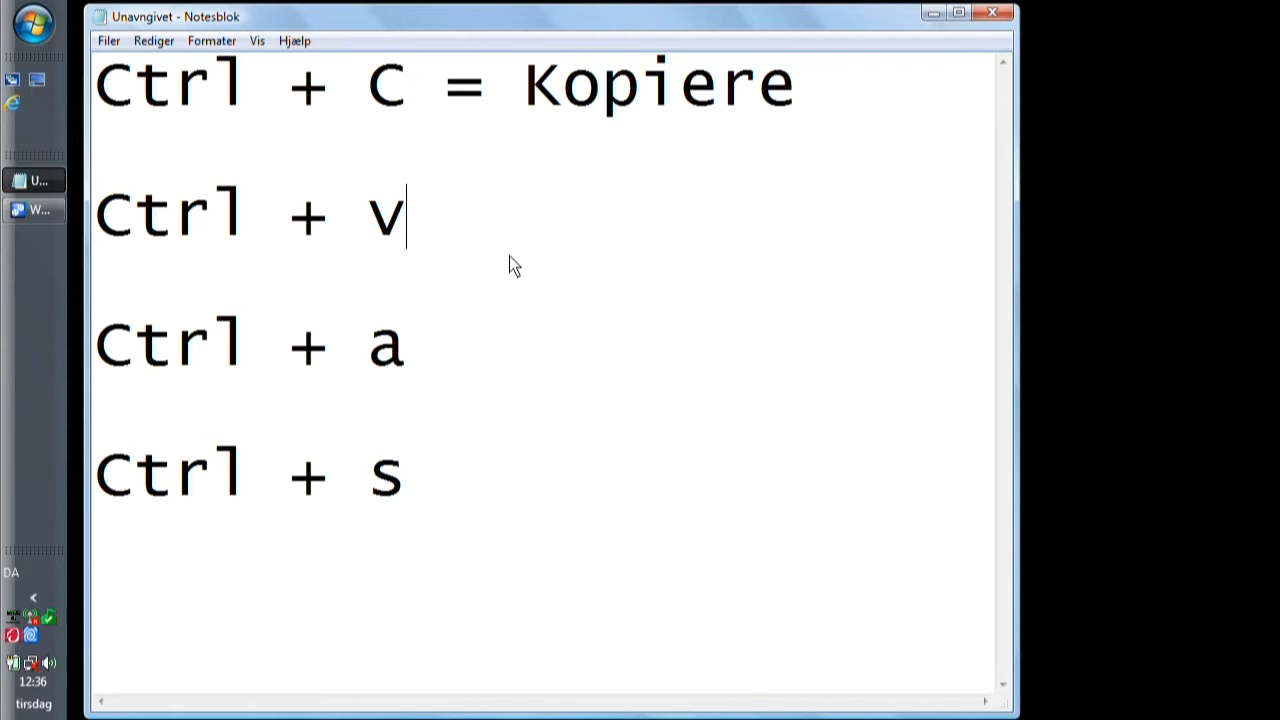 Unavngivet - Notesblok
Filer Rediger Formater Vis Hjælp
Ctrl + C = Kopiere
Ctrl + v
Ctrl + a
Ctrl + s
U...
W...
DA
12:36
tirsdag